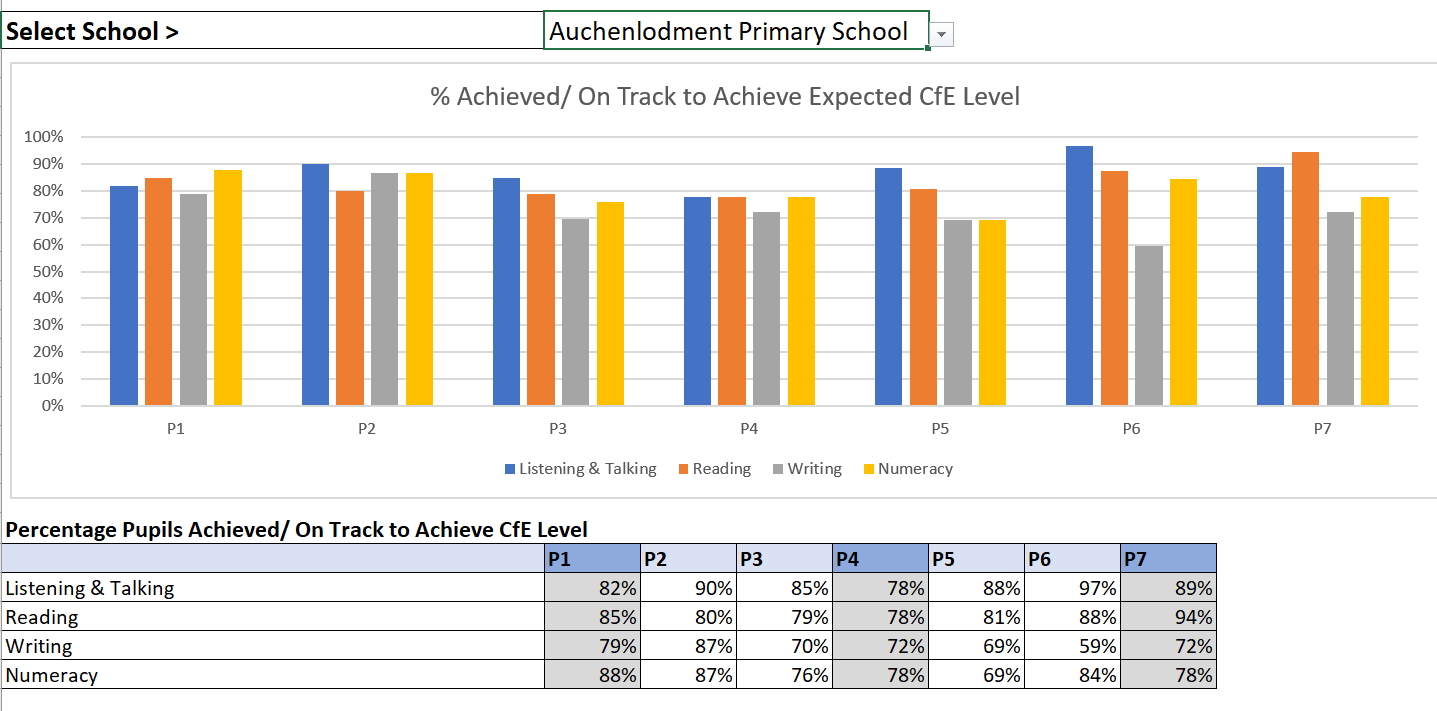 Select School > Auchenlodment Primary School
% Achieved/ On Track to Achieve Expected CfE Level
100%
90%
80%
70%
60%
50%
40%
30%
20%
10%
0%
P1 P2 P3 P4 P5 P6 P7
Listening & Talking Reading Writing Numeracy
Percentage Pupils Achieved/ On Track to Achieve CfE Level
P1 P2 P3 P4 P5 P6 P7
Listening & Talking 82% 90% 85% 78% 88% 97% 89%
Reading 85% 80% 79% 78% 81% 88% 94%
Writing 79% 87% 70% 72% 69% 59% 72%
Numeracy 88% 87% 76% 78% 69% 84% 78%